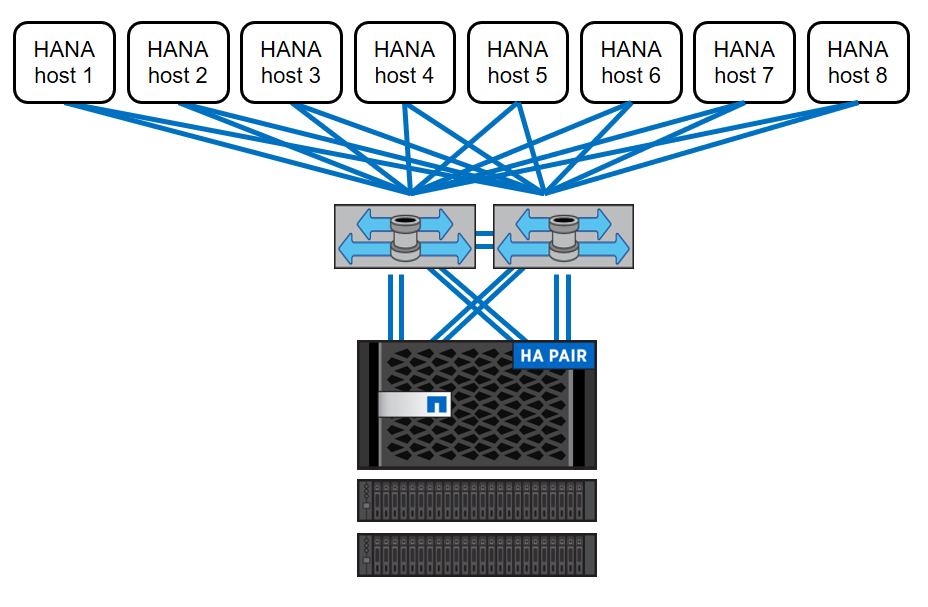 HANA
host 1
HANA
host 2
HANA
host 3
HANA
host 4
HANA
host 5
HANA
host 6
HANA
host 7
HANA
host 8
HA PAIR